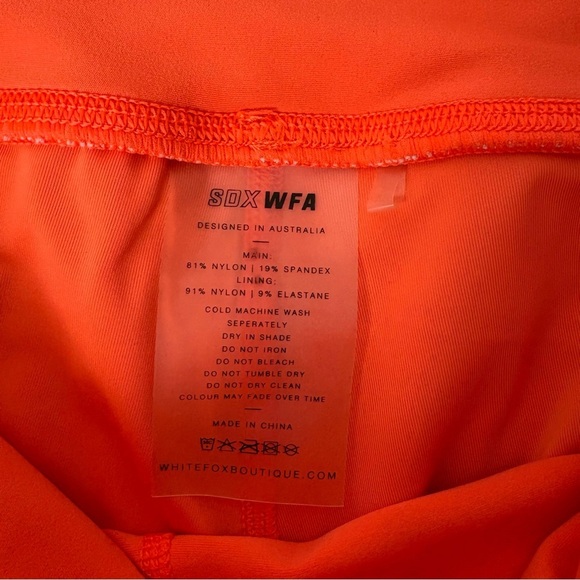 SDX WFA
DESIGNED IN AUSTRALIA
MAIN:
81% NYLON | 19% SPANDEX
LINING:
91% NYLON | 9% ELASTANE
COLD MACHINE WASH
SEPERATELY
DRY IN SHADE
DO NOT IRON
DO NOT BLEACH
DO NOT TUMBLE DRY
DO NOT DRY CLEAN
COLOUR MAY FADE OVER TIME
MADE IN CHINA
WHITEFOXBOUTIQUE.COM